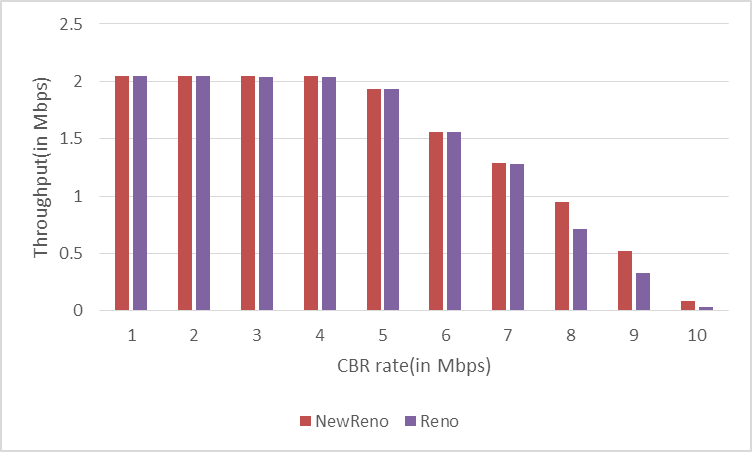 2.5
2
1.5
1
0.5
0
Throughput(in Mbps)
1 2 3 4 5 6 7 8 9 10
CBR rate(in Mbps)
NewReno Reno